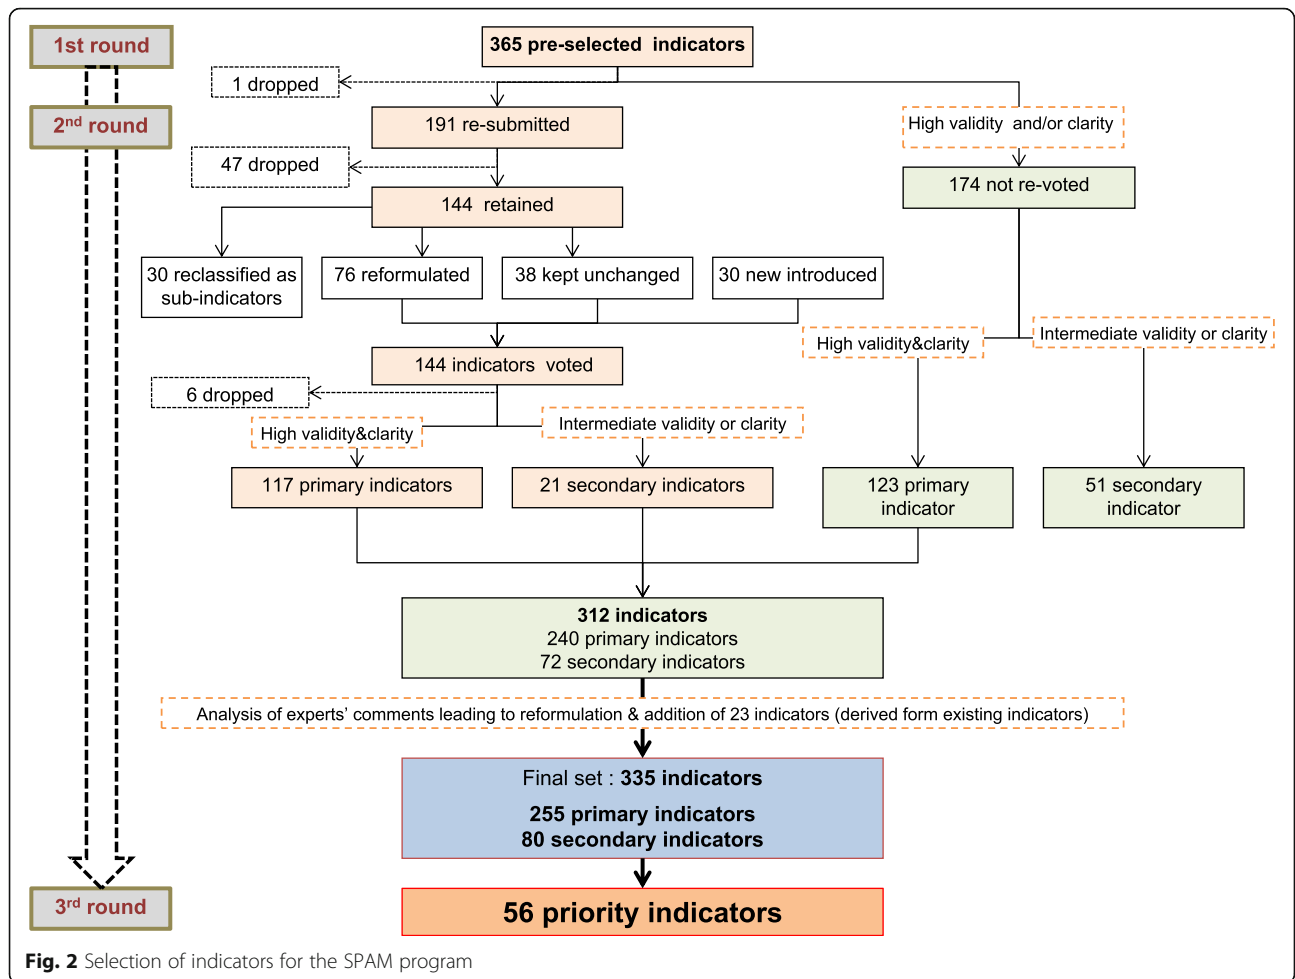 1st round
365 pre-selected indicators
1 dropped
2nd round
191 re-submitted
High validity and/or clarity
47 dropped
174 not re-voted
144 retained
30 reclassified as
sub-indicators
76 reformulated
38 kept unchanged
30 new introduced
High validity&clarity
Intermediate validity or clarity
144 indicators voted
6 dropped
High validity&clarity
Intermediate validity or clarity
117 primary indicators
21 secondary indicators
123 primary
indicator
51 secondary
indicator
312 indicators
240 primary indicators
72 secondary indicators
Analysis of experts' comments leading to reformulation & addition of 23 indicators (derived form existing indicators)
Final set : 335 indicators
255 primary indicators
80 secondary indicators
3rd round
56 priority indicators
Fig. 2 Selection of indicators for the SPAM program